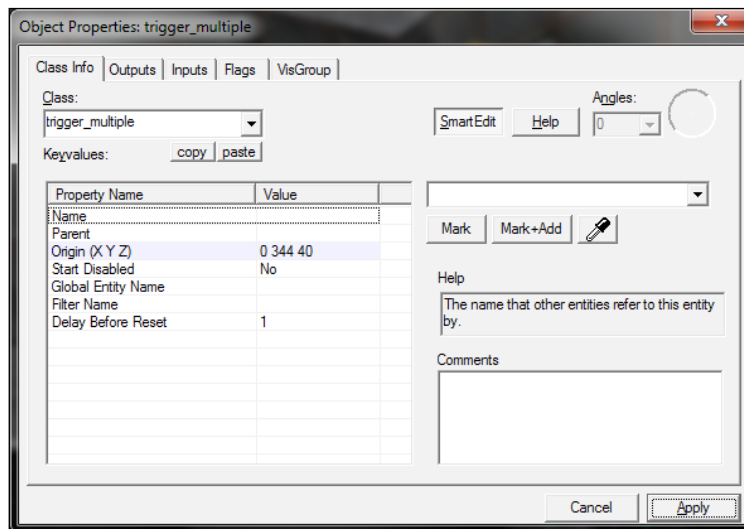 Object Properties: trigger_multiple
x
Class Info Outputs Inputs Flags VisGroup
Class:
trigger_multiple
SmartEdit Help
Angles:
0
Keyvalues: copy paste
Property Name Value
Name
Parent
Origin (X Y Z) 0 344 40
Start Disabled No
Global Entity Name
Filter Name
Delay Before Reset 1
Mark Mark+Add
Help
The name that other entities refer to this entity
by.
Comments
Cancel Apply